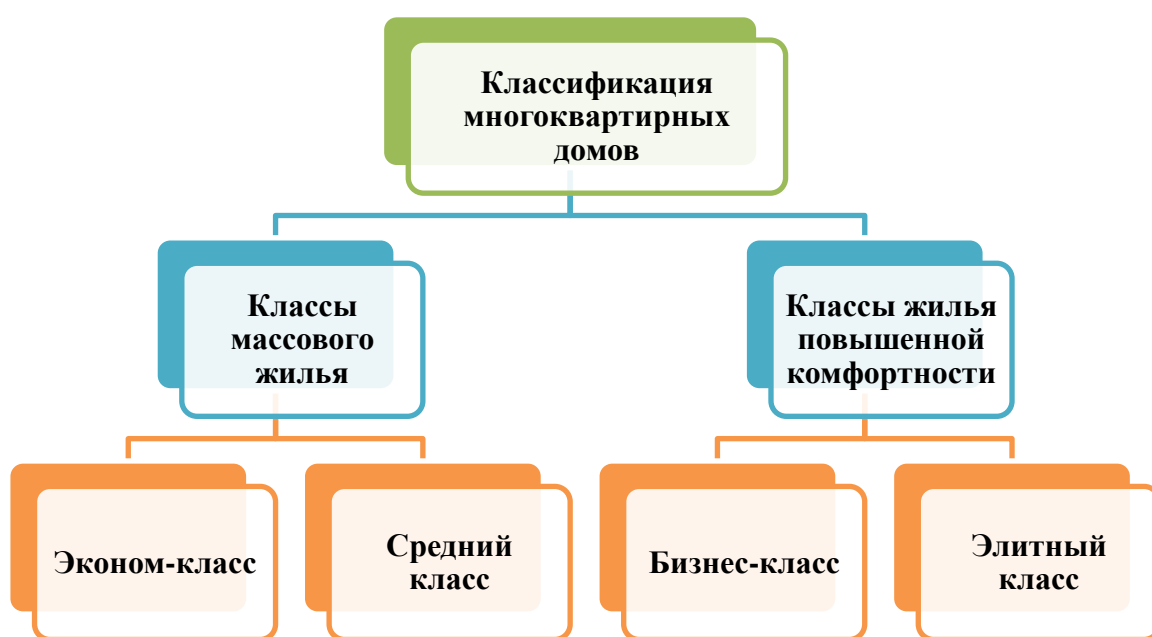 Классификация
многоквартирных
домов
Классы
массового
жилья
Классы жилья
повышенной
комфортности
Эконом-класс
Средний
класс
Бизнес-класс
Элитный
класс